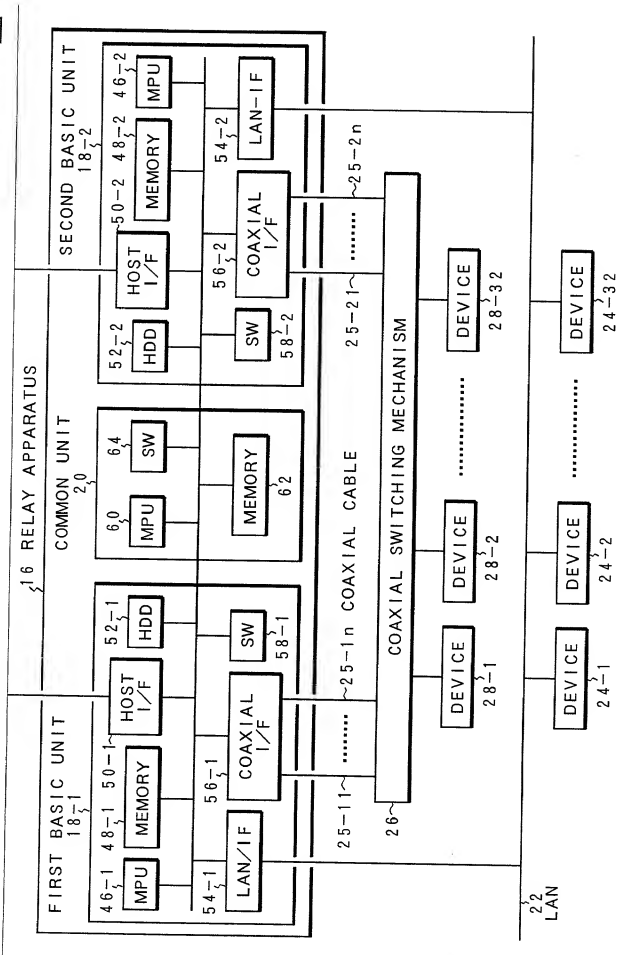 16 RELAY APPARATUS
FIRST BASIC UNIT
18-1
COMMON UNIT
20
SECOND BASIC UNIT
18-2
46-1
MPU
48-1
MEMORY
50-1
HOST
I/F
52-1
HDD
54-1
LAN/IF
56-1
COAXIAL
I/F
SW
58-1
60
MPU
64
SW
MEMORY
62
52-2
HDD
50-2
HOST
I/F
48-2
MEMORY
46-2
MPU
SW
58-2
56-2
COAXIAL
I/F
54-2
LAN-IF
25-11
25-1n COAXIAL CABLE
25-21
25-2n
26
COAXIAL SWITCHING MECHANISM
DEVICE
28-1
DEVICE
28-2
DEVICE
28-32
DEVICE
24-1
DEVICE
24-2
DEVICE
24-32
22
LAN